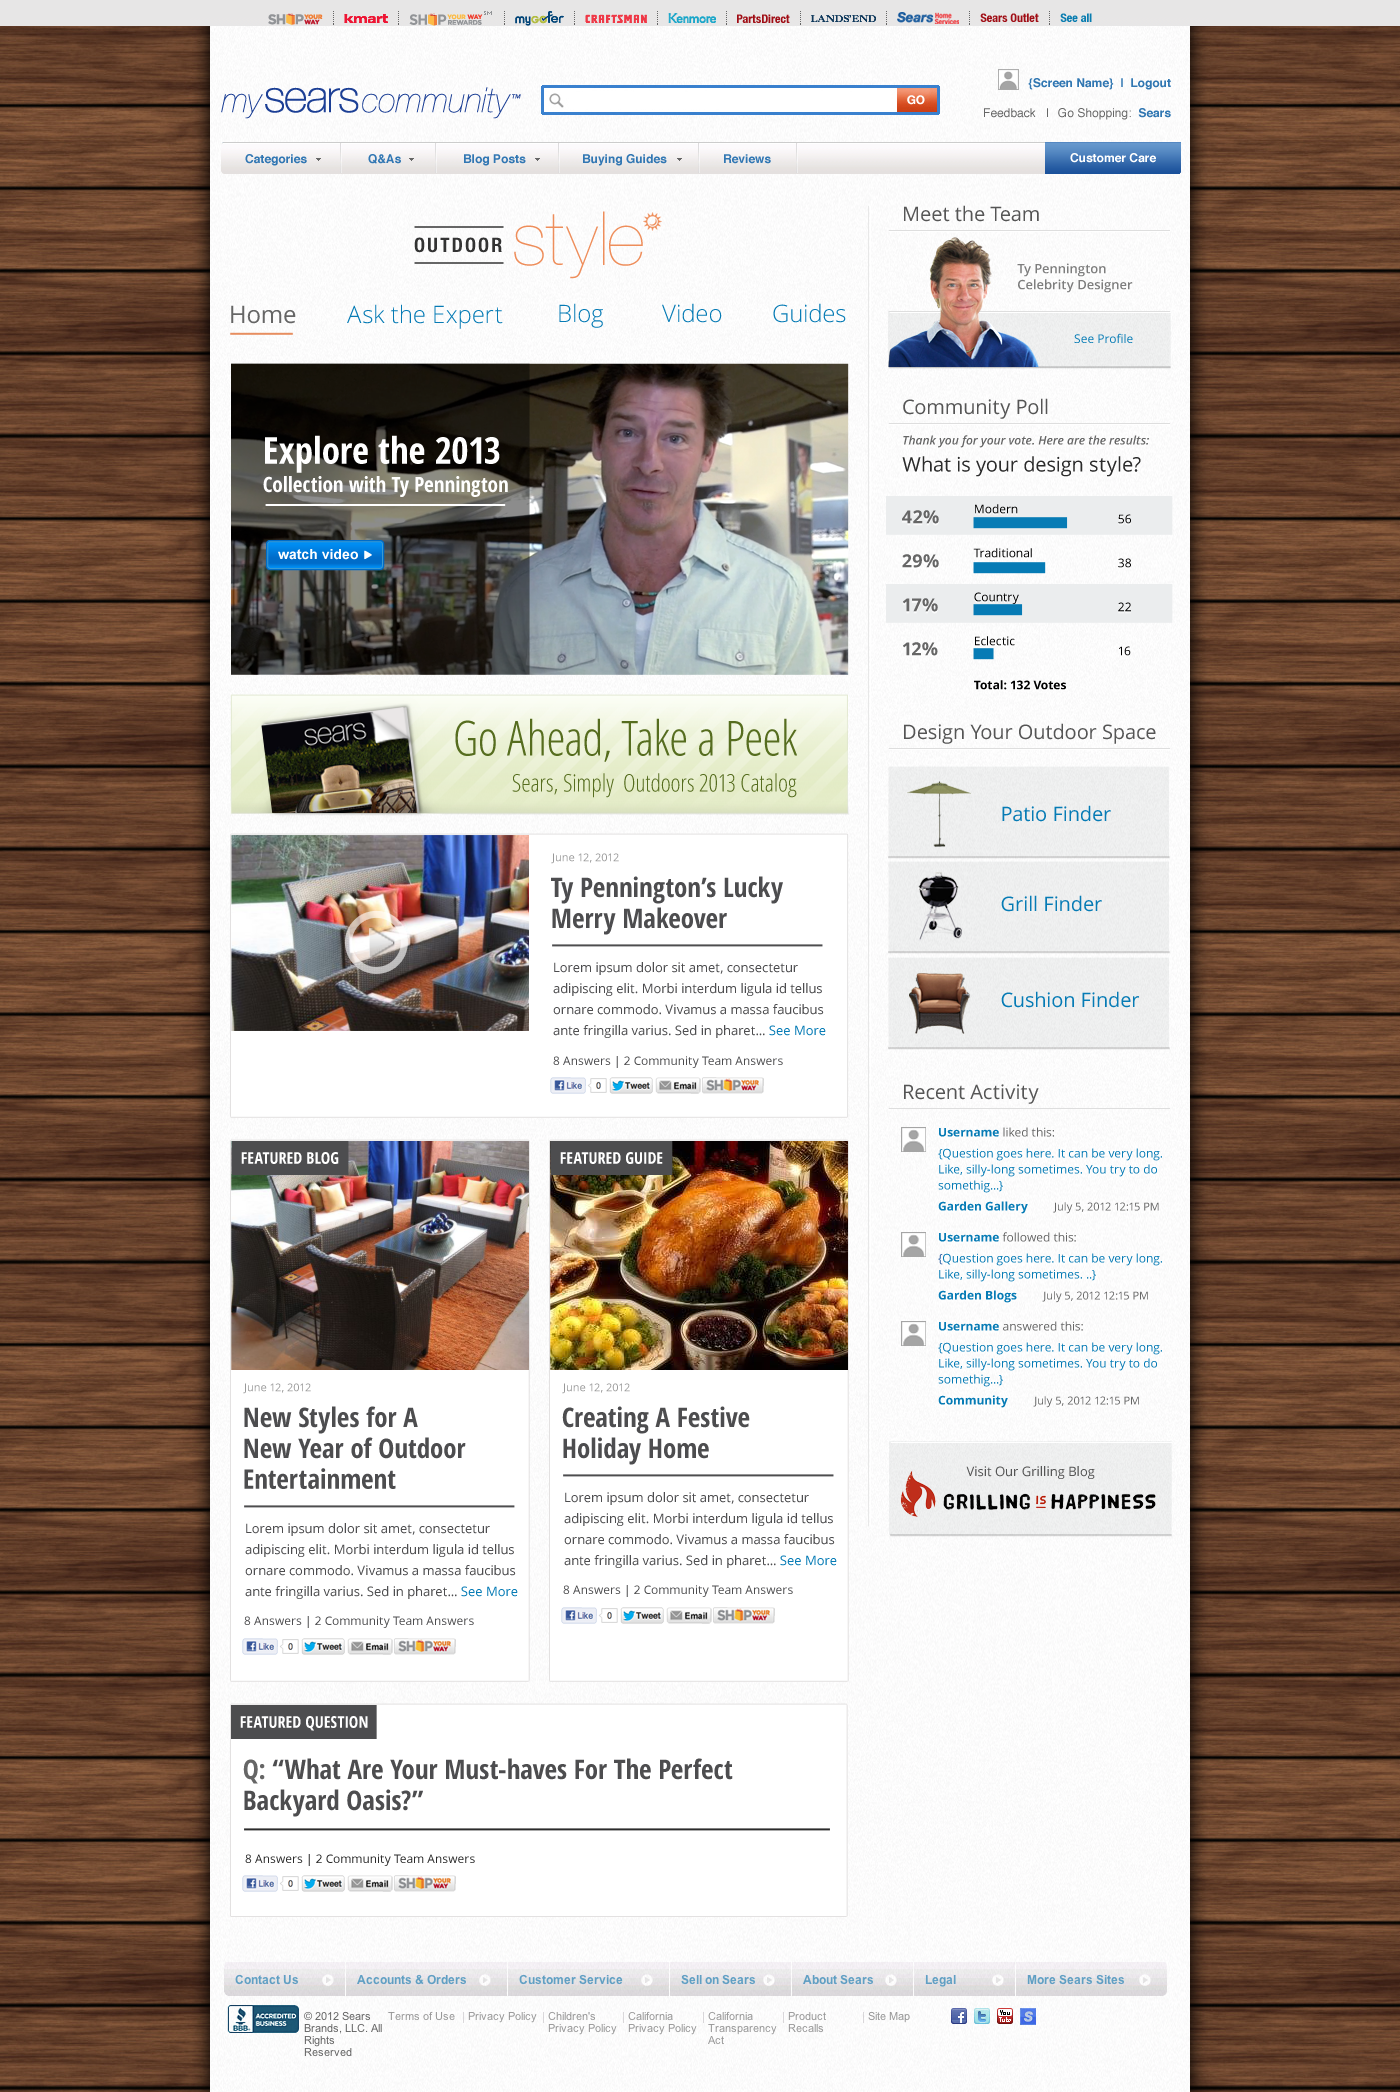 SHOP YOUR WAY kmart SHOP YOUR WAY REWARDS SM mygofer CRAFTSMAN Kenmore PartsDirect LANDS'END Sears Home Services Sears Outlet See all
{Screen Name} | Logout
mysearscommunity™ GO
Feedback | Go Shopping: Sears
Categories Q&As Blog Posts Buying Guides Reviews Customer Care
OUTDOOR style
Home Ask the Expert Blog Video Guides
Explore the 2013
Collection with Ty Pennington
watch video
sears
Go Ahead, Take a Peek
Sears, Simply Outdoors 2013 Catalog
June 12, 2012
Ty Pennington's Lucky
Merry Makeover
Lorem ipsum dolor sit amet, consectetur
adipiscing elit. Morbi interdum ligula id tellus
ornare commodo. Vivamus a massa faucibus
ante fringilla varius. Sed in pharet... See More
8 Answers | 2 Community Team Answers
Like 0 Tweet Email SHOP YOUR WAY
FEATURED BLOG
June 12, 2012
New Styles for A
New Year of Outdoor
Entertainment
Lorem ipsum dolor sit amet, consectetur
adipiscing elit. Morbi interdum ligula id tellus
ornare commodo. Vivamus a massa faucibus
ante fringilla varius. Sed in pharet... See More
8 Answers | 2 Community Team Answers
Like 0 Tweet Email SHOP YOUR WAY
FEATURED GUIDE
June 12, 2012
Creating A Festive
Holiday Home
Lorem ipsum dolor sit amet, consectetur
adipiscing elit. Morbi interdum ligula id tellus
ornare commodo. Vivamus a massa faucibus
ante fringilla varius. Sed in pharet... See More
8 Answers | 2 Community Team Answers
Like 0 Tweet Email SHOP YOUR WAY
FEATURED QUESTION
Q: “What Are Your Must-haves For The Perfect
Backyard Oasis?”
8 Answers | 2 Community Team Answers
Like 0 Tweet Email SHOP YOUR WAY
Meet the Team
Ty Pennington
Celebrity Designer
See Profile
Community Poll
Thank you for your vote. Here are the results:
What is your design style?
42% Modern 56
29% Traditional 38
17% Country 22
12% Eclectic 16
Total: 132 Votes
Design Your Outdoor Space
Patio Finder
Grill Finder
Cushion Finder
Recent Activity
Username liked this:
{Question goes here. It can be very long.
Like, silly-long sometimes. You try to do
somethig...}
Garden Gallery July 5, 2012 12:15 PM
Username followed this:
{Question goes here. It can be very long.
Like, silly-long sometimes. ..}
Garden Blogs July 5, 2012 12:15 PM
Username answered this:
{Question goes here. It can be very long.
Like, silly-long sometimes. You try to do
somethig...}
Community July 5, 2012 12:15 PM
Visit Our Grilling Blog
GRILLING IS HAPPINESS
Contact Us Accounts & Orders Customer Service Sell on Sears About Sears Legal More Sears Sites
BBB. ACCREDITED BUSINESS
© 2012 Sears
Brands, LLC. All
Rights
Reserved
Terms of Use
Privacy Policy
Children's
Privacy Policy
California
Privacy Policy
California
Transparency
Act
Product
Recalls
Site Map
f t You Tube S